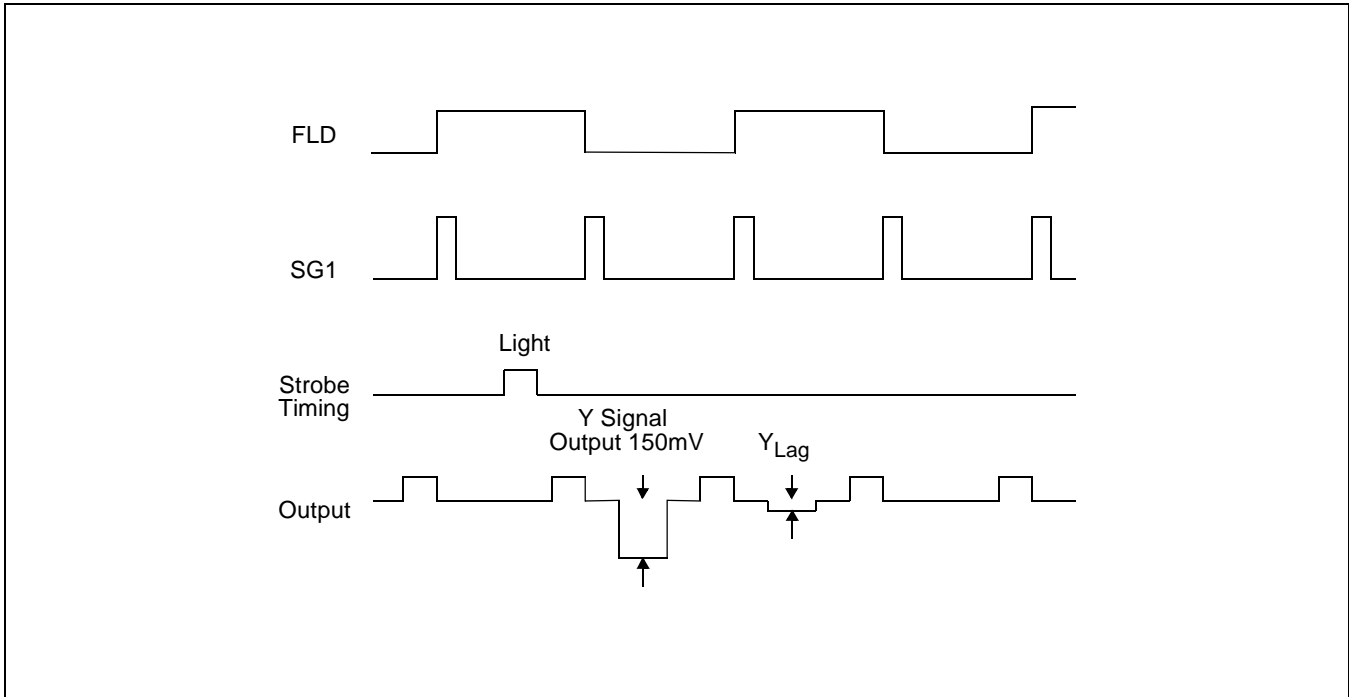 FLD
SG1
Light
Strobe
Timing
Y Signal
Output 150mV
YLag
Output